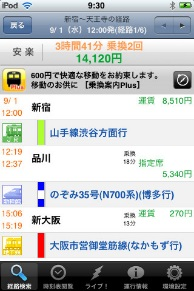 9:30
新宿〜天王寺の経路
戻る
9/1（水）12:00発(経路1/6)
安 楽
3時間41分 乗換2回
14,120円
600円で快適な移動をお約束します。
移動のお供に【乗換案内Plus】
9/1
12:00
新宿
運賃 8,510円
山手線渋谷方面行
12:19
12:37
品川
乗換
18分
指定席
5,340円
のぞみ35号(N700系)(博多行)
15:06
15:19
新大阪
乗換
13分
運賃 270円
大阪市営御堂筋線(なかもず行)
経路検索
時刻表閲覧
ライブ！
運行情報
環境設定